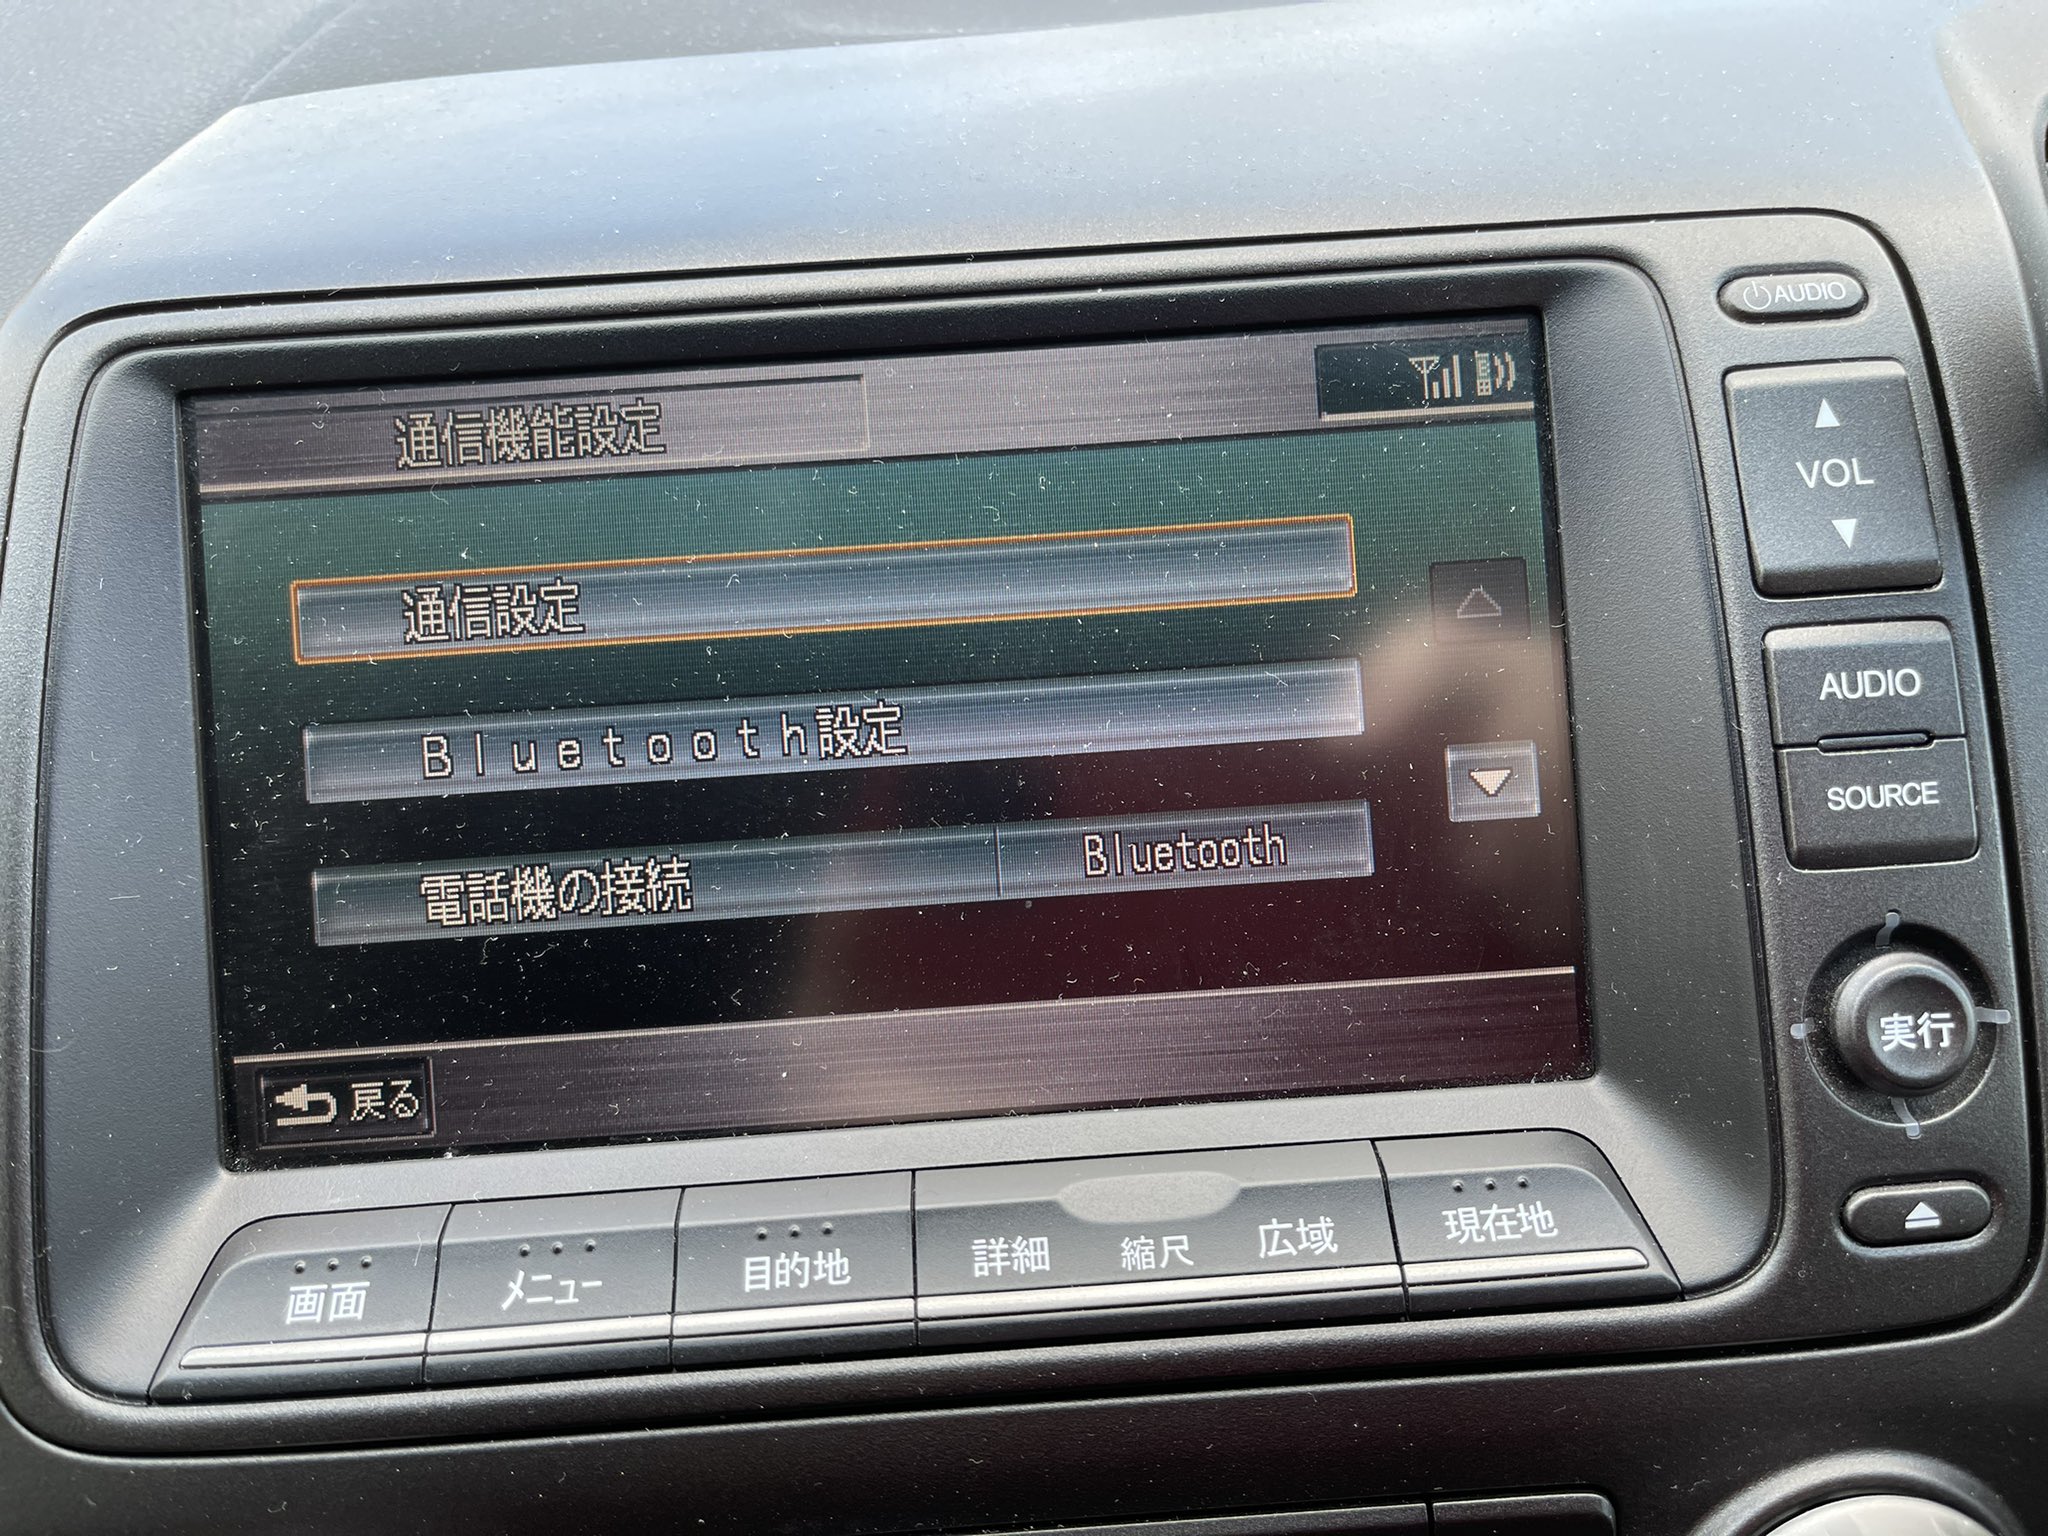 通信機能設定
通信設定
Bluetooth設定
電話機の接続 Bluetooth
戻る
AUDIO
VOL
AUDIO
SOURCE
実行
画面 メニュー 目的地 詳細 縮尺 広域 現在地